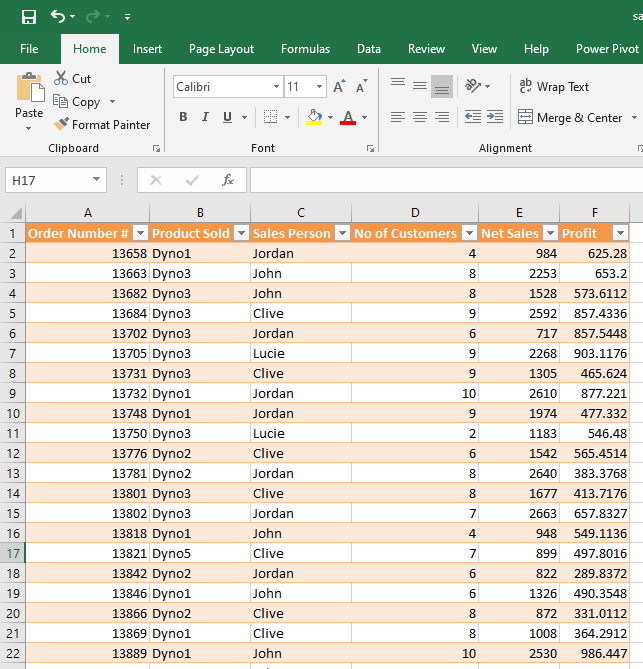 sa
File Home Insert Page Layout Formulas Data Review View Help Power Pivot
Cut
Copy
Format Painter
Paste
Clipboard
Calibri 11 A A
B I U A
Font
ab
c Wrap Text
Merge & Center
Alignment
H17 fx
A B C D E F
1 Order Number # Product Sold Sales Person No of Customers Net Sales Profit
2 13658 Dyno1 Jordan 4 984 625.28
3 13663 Dyno3 John 8 2253 653.2
4 13682 Dyno3 John 8 1528 573.6112
5 13684 Dyno3 Clive 9 2592 857.4336
6 13702 Dyno3 Jordan 6 717 857.5448
7 13705 Dyno3 Lucie 9 2268 903.1176
8 13731 Dyno3 Clive 9 1305 465.624
9 13732 Dyno1 Jordan 10 2610 877.221
10 13748 Dyno1 Jordan 9 1974 477.332
11 13750 Dyno3 Lucie 2 1183 546.48
12 13776 Dyno2 Clive 6 1542 565.4514
13 13781 Dyno2 Jordan 8 2640 383.3768
14 13801 Dyno3 Clive 8 1677 413.7176
15 13802 Dyno3 Jordan 7 2663 657.8327
16 13818 Dyno1 John 4 948 549.1136
17 13821 Dyno5 Clive 7 899 497.8016
18 13842 Dyno2 Jordan 6 822 289.8372
19 13846 Dyno1 John 6 1326 490.3548
20 13866 Dyno2 Clive 8 872 331.0112
21 13869 Dyno1 Clive 8 1008 364.2912
22 13889 Dyno1 John 10 2530 986.447